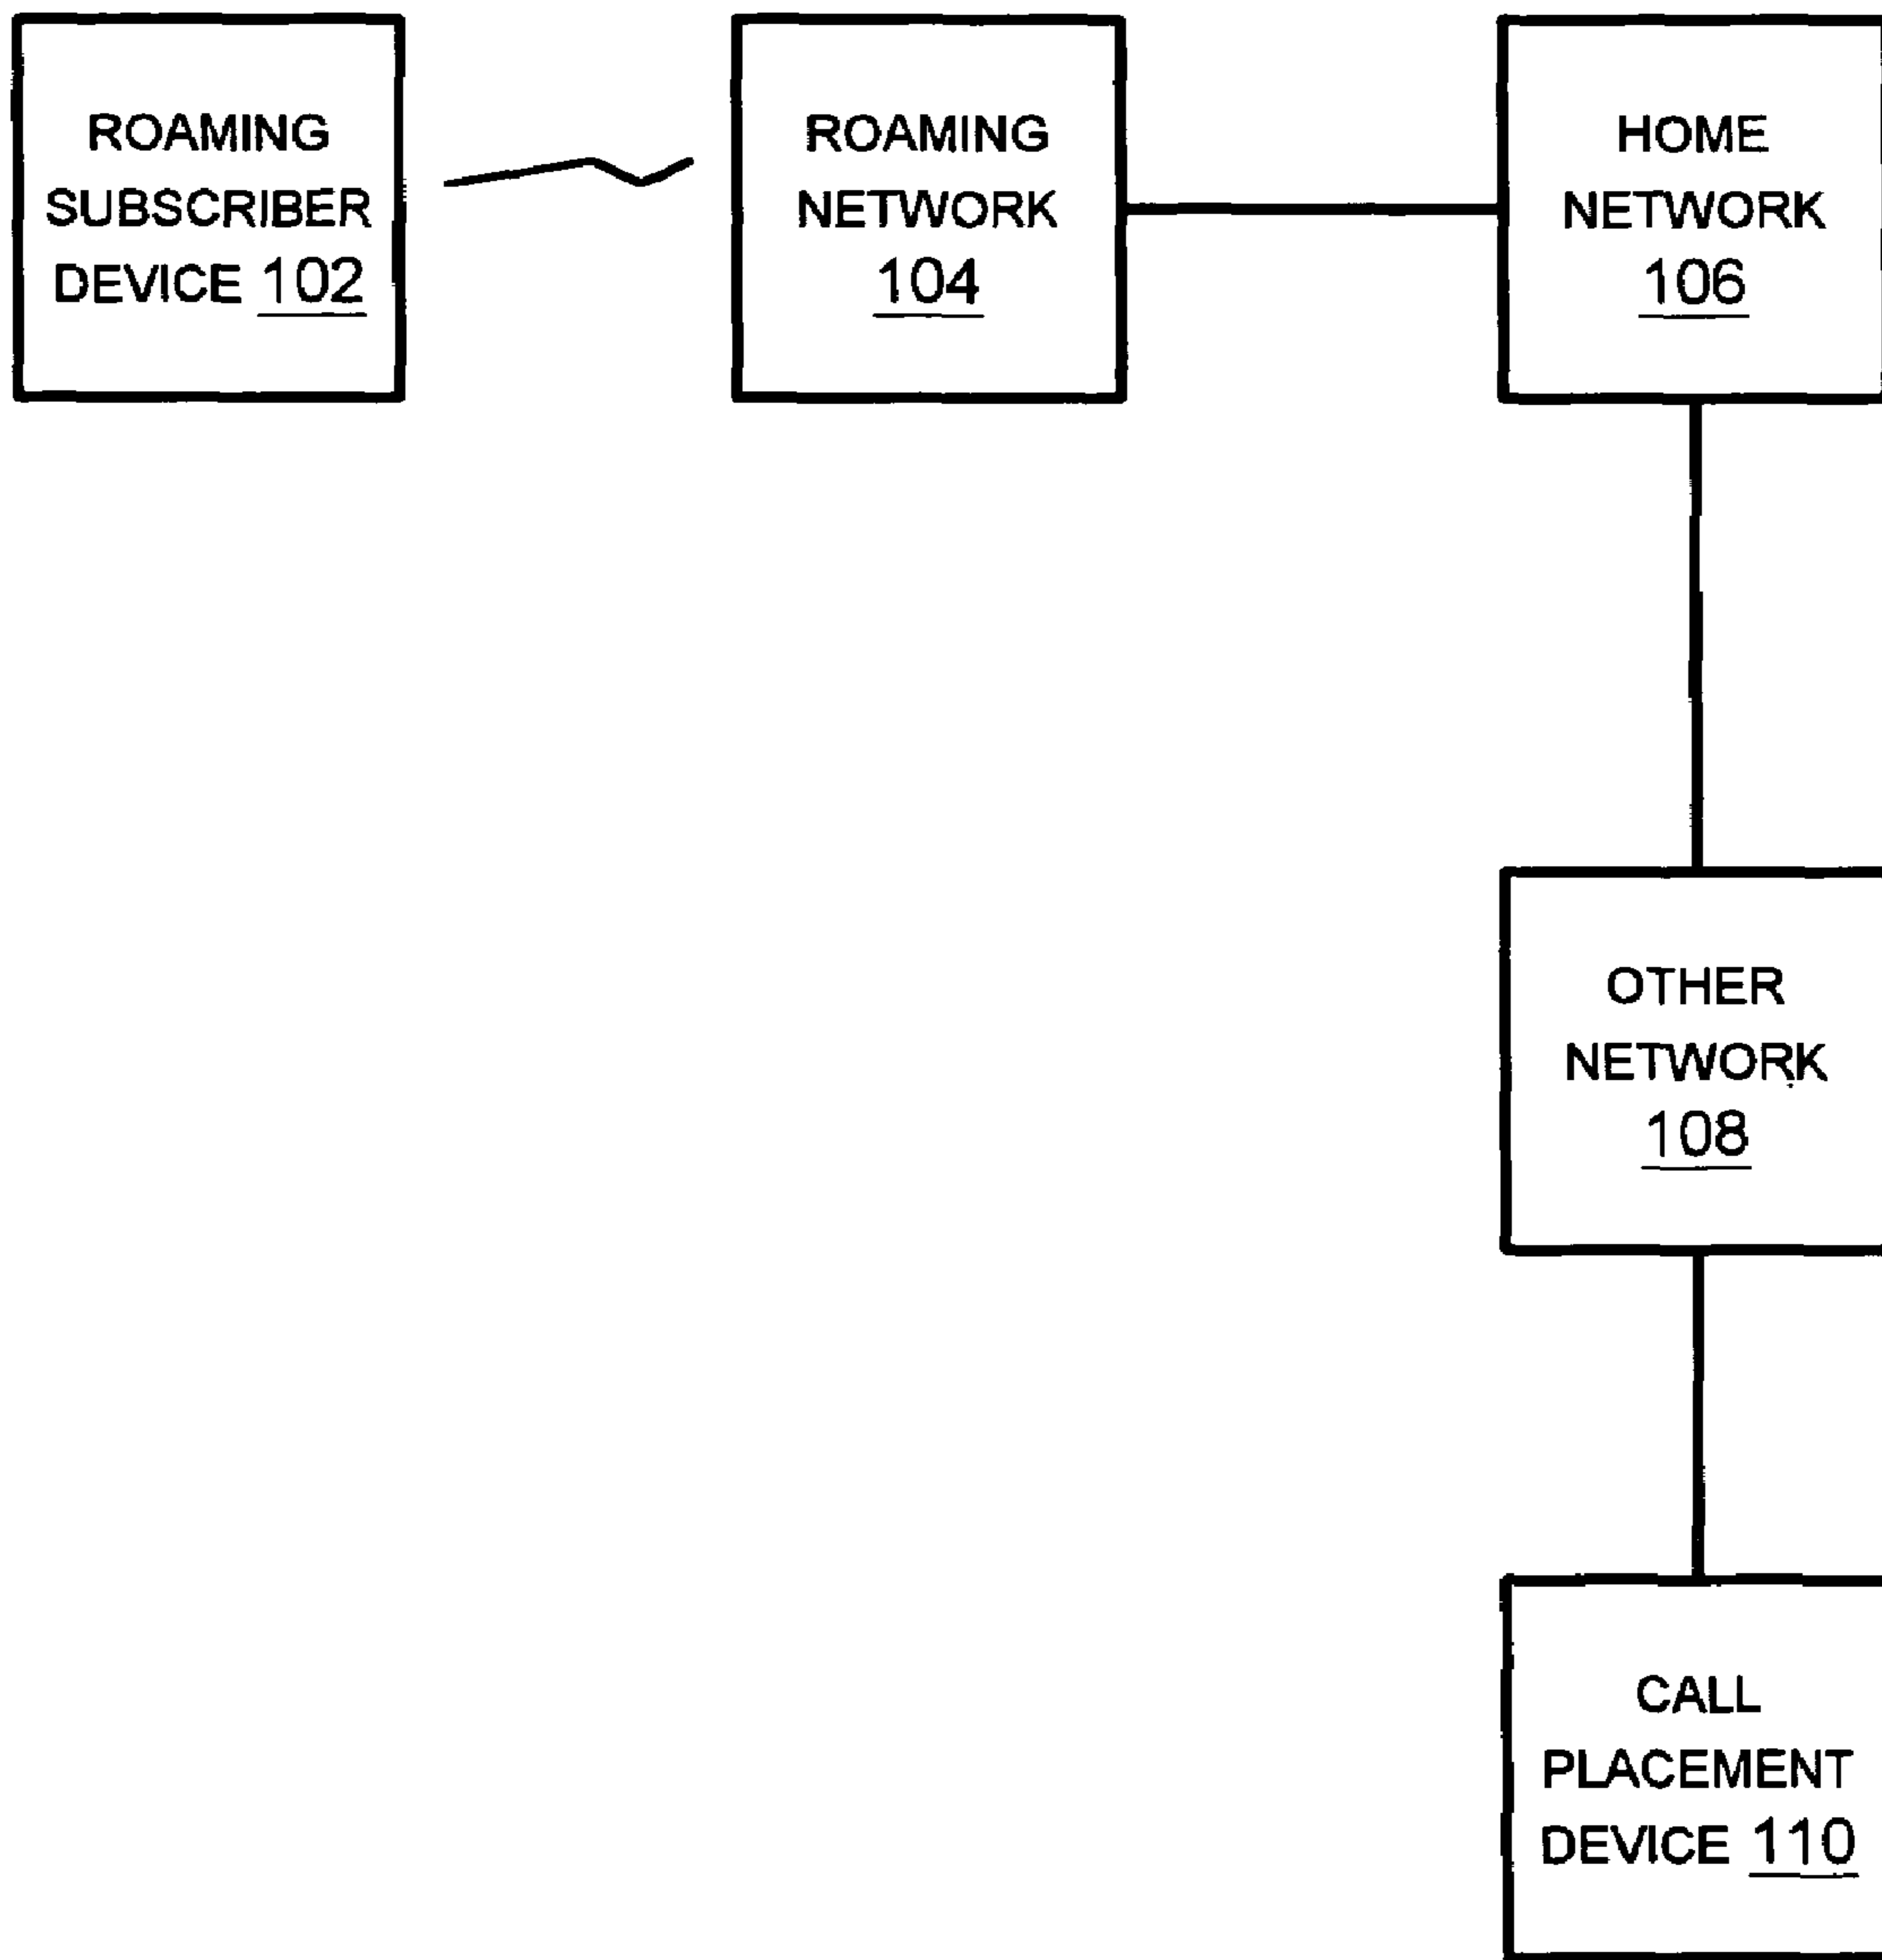 ROAMING
SUBSCRIBER
DEVICE 102
ROAMING
NETWORK
104
HOME
NETWORK
106
OTHER
NETWORK
108
CALL
PLACEMENT
DEVICE 110